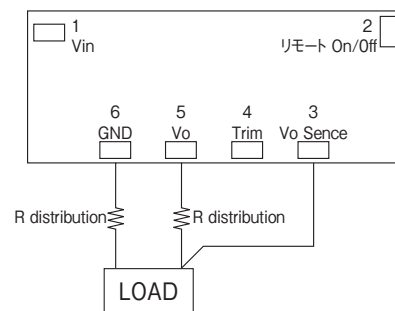 1
Vin
2
リモート On/Off
6
GND
5
Vo
4
Trim
3
Vo Sence
R distribution
R distribution
LOAD